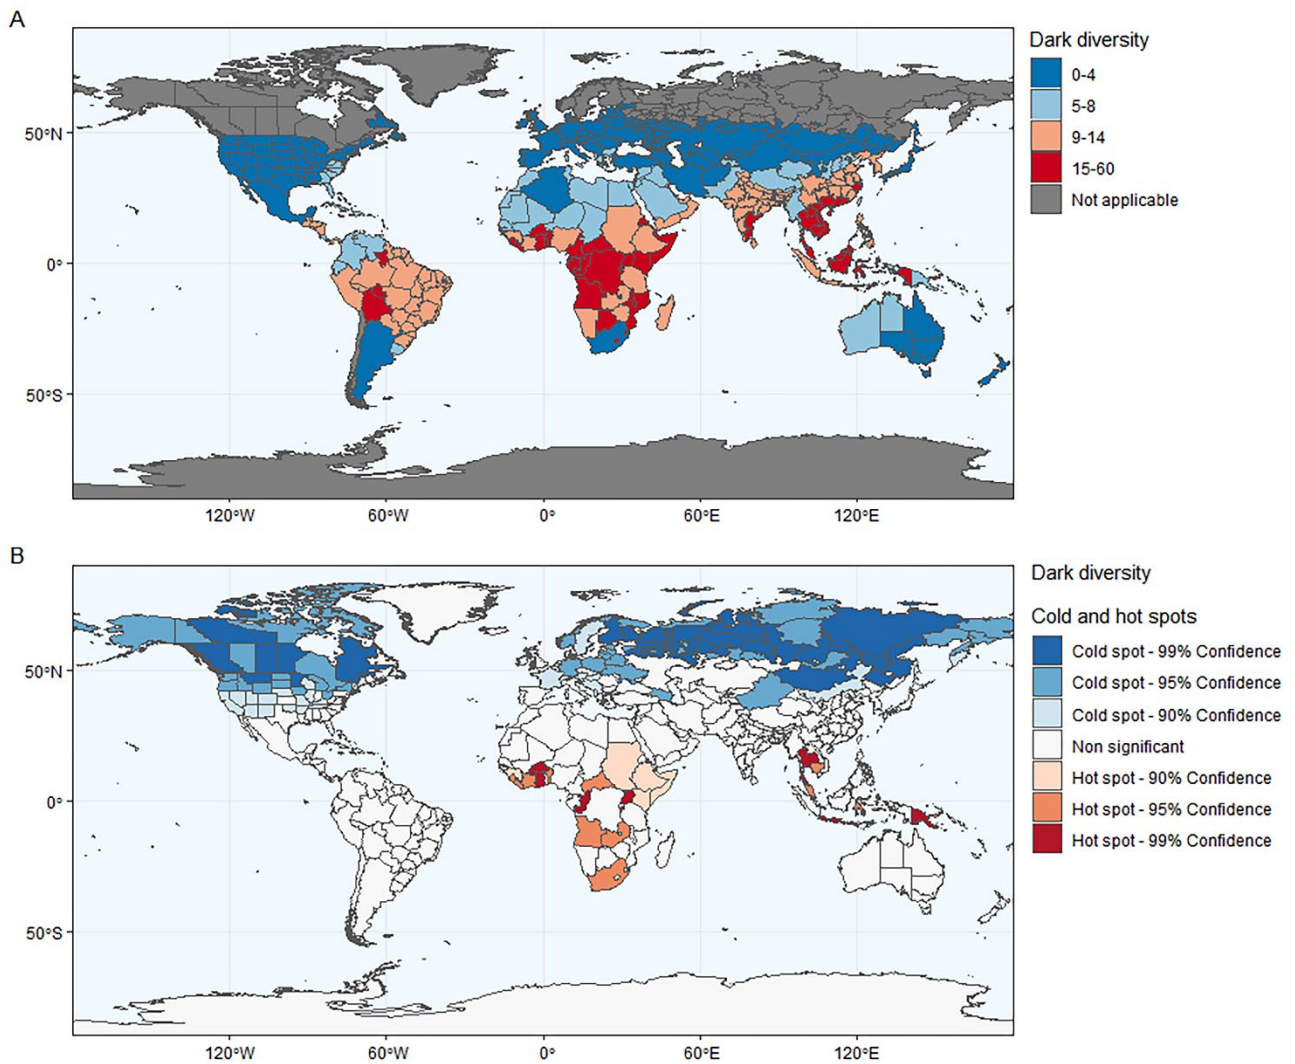 A
Dark diversity
0-4
5-8
9-14
15-60
Not applicable
50°N
0°
50°S
120°W 60°W 0° 60°E 120°E
B
Dark diversity
Cold and hot spots
Cold spot - 99% Confidence
Cold spot - 95% Confidence
Cold spot - 90% Confidence
Non significant
Hot spot - 90% Confidence
Hot spot - 95% Confidence
Hot spot - 99% Confidence
50°N
0°
50°S
120°W 60°W 0° 60°E 120°E